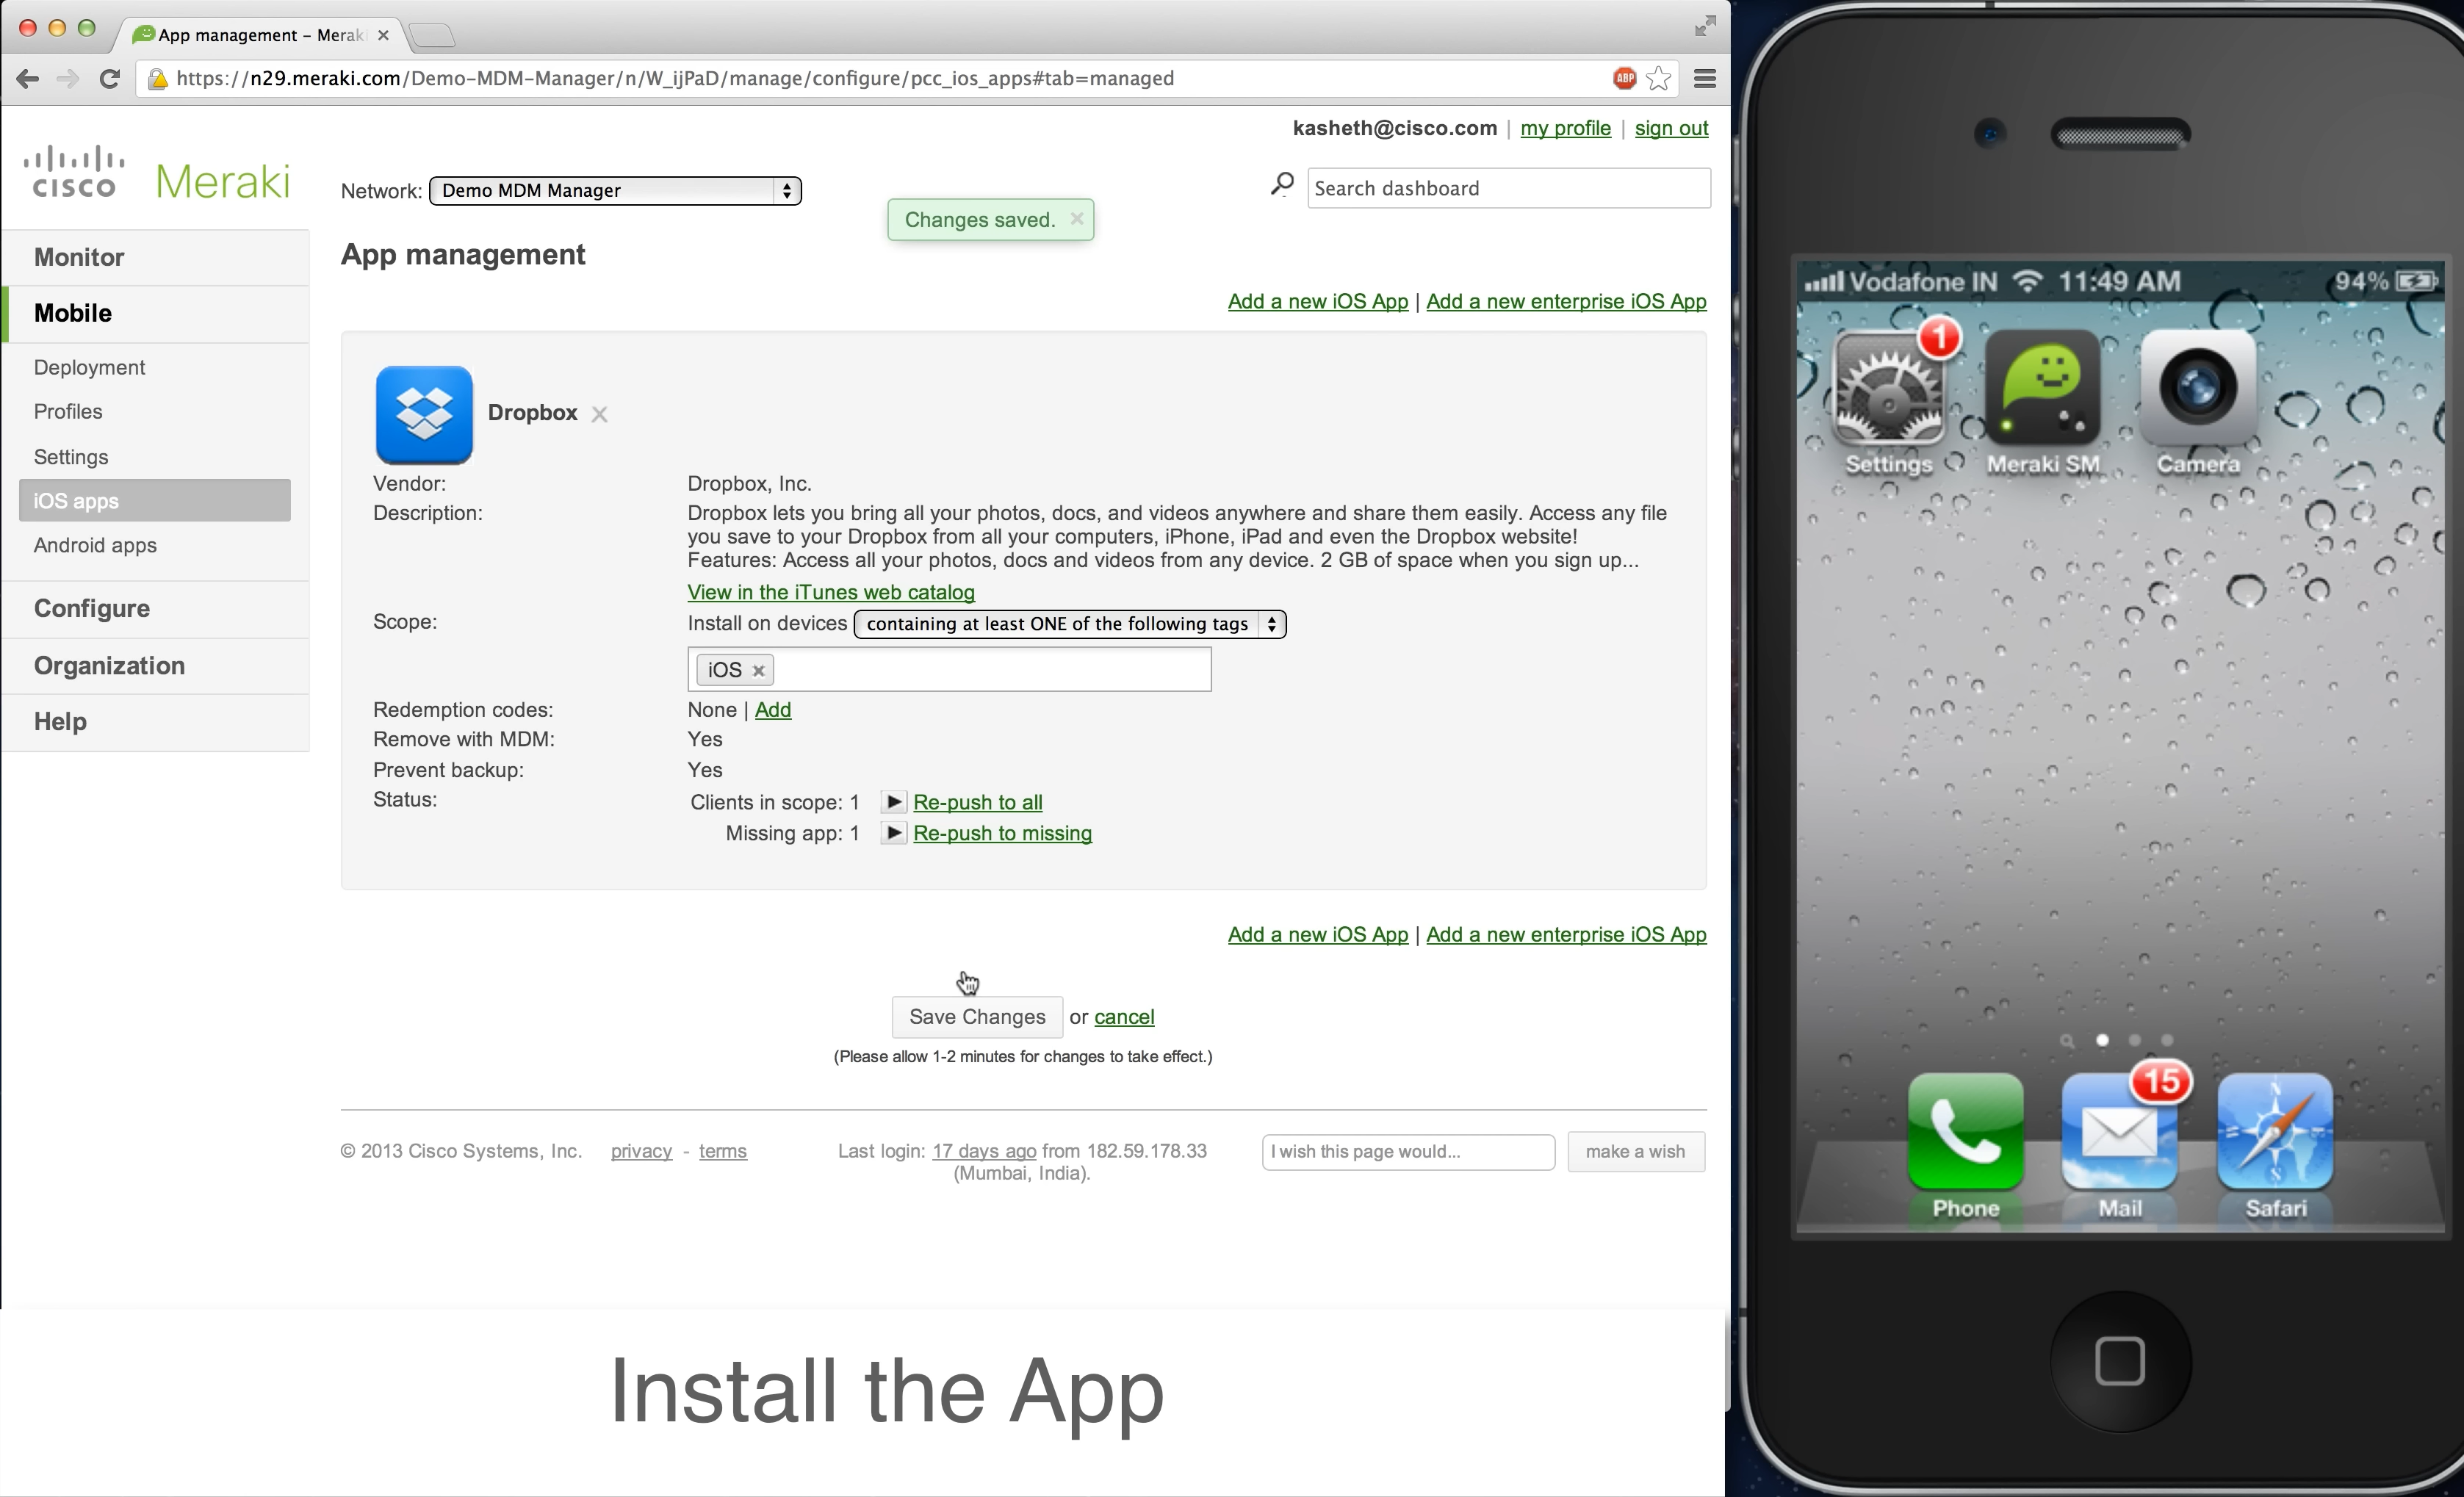 App management – Merak
https://n29.meraki.com/Demo-MDM-Manager/n/W_ijPaD/manage/configure/pcc_ios_apps#tab=managed
ABP
kasheth@cisco.com | my profile | sign out
CISCO Meraki
Network: Demo MDM Manager
Search dashboard
Changes saved.
Monitor
Mobile
Deployment
Profiles
Settings
iOS apps
Android apps
Configure
Organization
Help
App management
Add a new iOS App | Add a new enterprise iOS App
Dropbox
Vendor: Dropbox, Inc.
Description: Dropbox lets you bring all your photos, docs, and videos anywhere and share them easily. Access any file
you save to your Dropbox from all your computers, iPhone, iPad and even the Dropbox website!
Features: Access all your photos, docs and videos from any device. 2 GB of space when you sign up...
View in the iTunes web catalog
Scope: Install on devices containing at least ONE of the following tags
iOS
Redemption codes: None | Add
Remove with MDM: Yes
Prevent backup: Yes
Status: Clients in scope: 1 Re-push to all
Missing app: 1 Re-push to missing
Add a new iOS App | Add a new enterprise iOS App
Save Changes or cancel
(Please allow 1-2 minutes for changes to take effect.)
© 2013 Cisco Systems, Inc. privacy - terms
Last login: 17 days ago from 182.59.178.33
(Mumbai, India).
I wish this page would...
make a wish
Install the App
Vodafone IN 11:49 AM 94%
1
Settings
Meraki SM
Camera
15
Phone
Mail
Safari